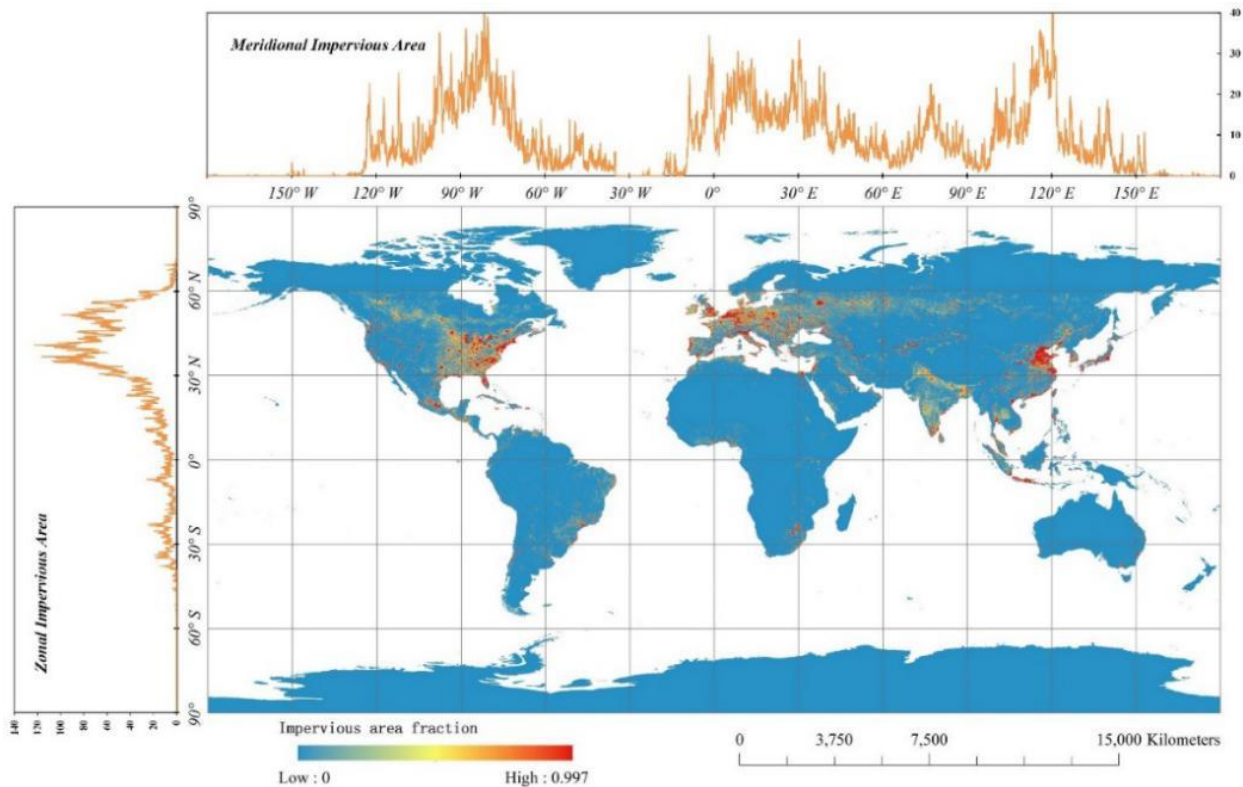 Meridional Impervious Area
40
30
20
10
0
150° W 120° W 90° W 60° W 30° W 0° 30° E 60° E 90° E 120° E 150° E
90°
60° N
30° N
0°
30° S
60° S
90°
Zonal Impervious Area
140 120 100 80 60 40 20 0
Impervious area fraction
Low : 0 High : 0.997
0 3,750 7,500 15,000 Kilometers